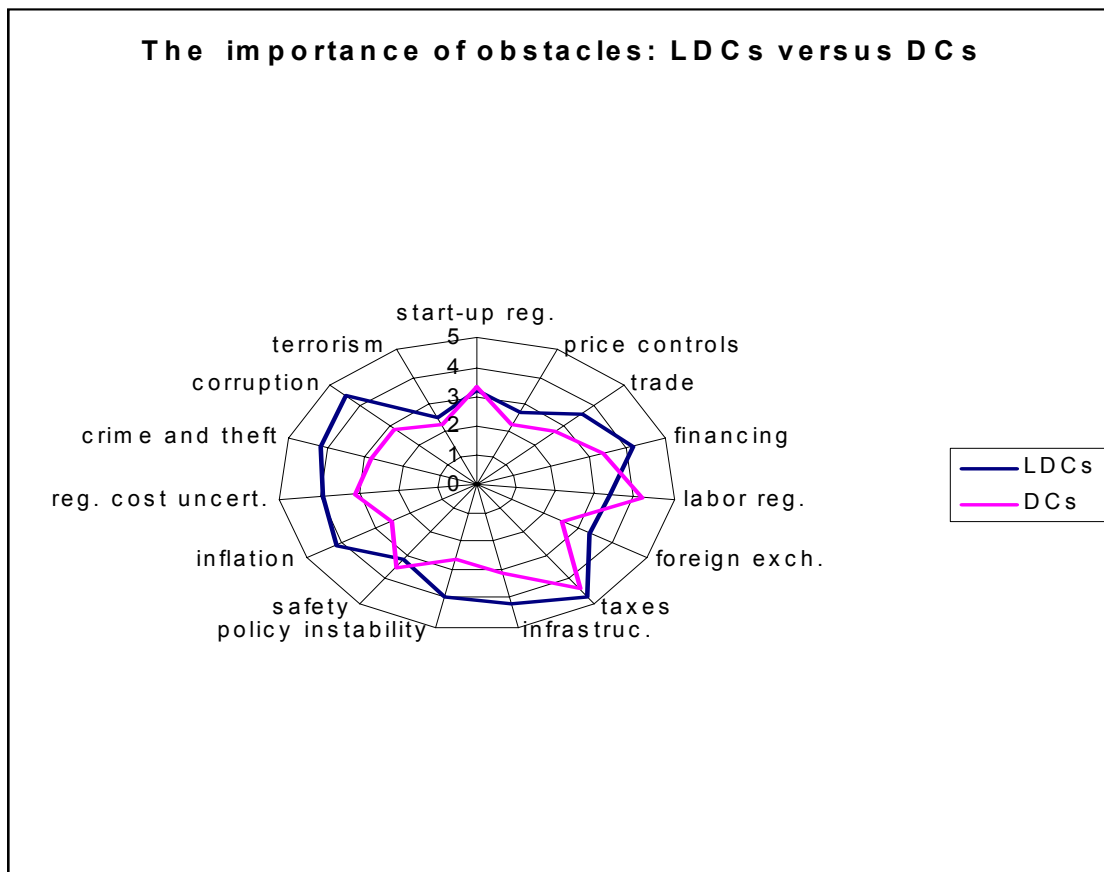 The importance of obstacles: LDCs versus DCs
start-up reg.
5
terrorism
price controls
4
corruption
trade
3
crime and theft
financing
2
1
reg. cost uncert.
0
labor reg.
inflation
foreign exch.
safety
taxes
policy instability
infrastruc.
LDCs
DCs